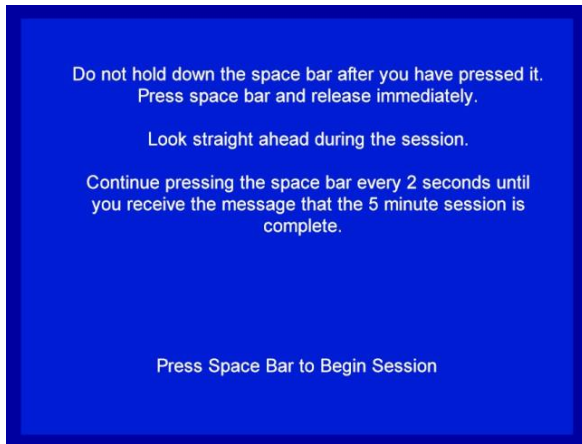 Do not hold down the space bar after you have pressed it.
Press space bar and release immediately.
Look straight ahead during the session.
Continue pressing the space bar every 2 seconds until
you receive the message that the 5 minute session is
complete.
Press Space Bar to Begin Session